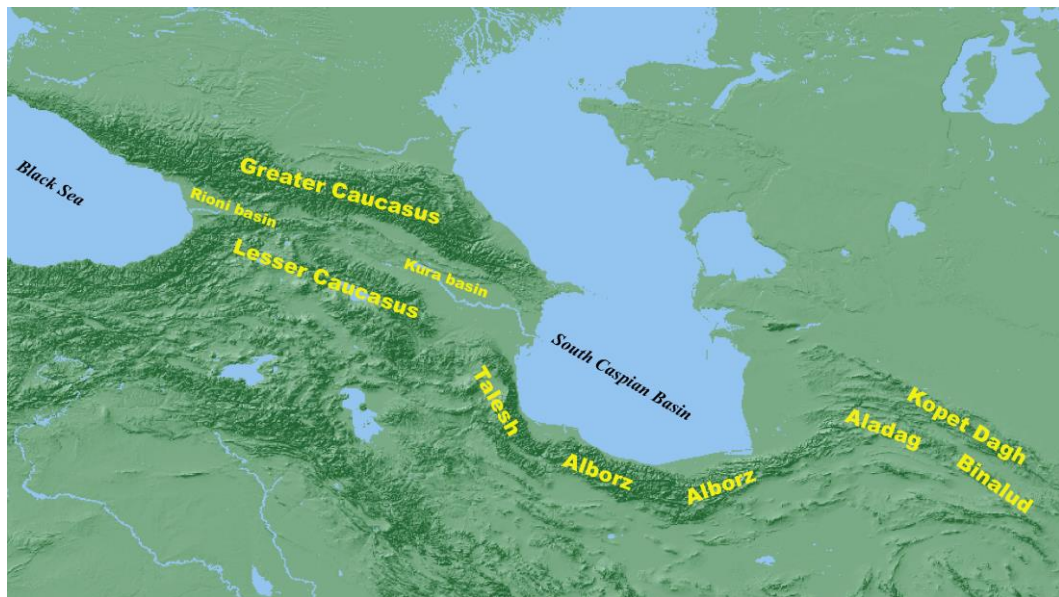 Black Sea
Greater Caucasus
Rioni basin
Lesser Caucasus
Kura basin
South Caspian Basin
Talesh
Alborz
Alborz
Kopet Dagh
Aladag
Binalud